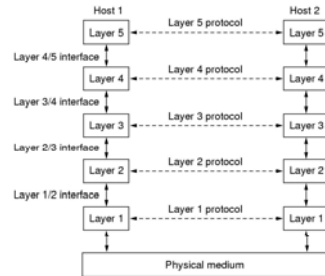 Host 1 Host 2
Layer 5 Layer 5 protocol Layer 5
Layer 4/5 interface
Layer 4 Layer 4 protocol Layer 4
Layer 3/4 interface
Layer 3 Layer 3 protocol Layer 3
Layer 2/3 interface
Layer 2 Layer 2 protocol Layer 2
Layer 1/2 interface
Layer 1 Layer 1 protocol Layer 1
Physical medium